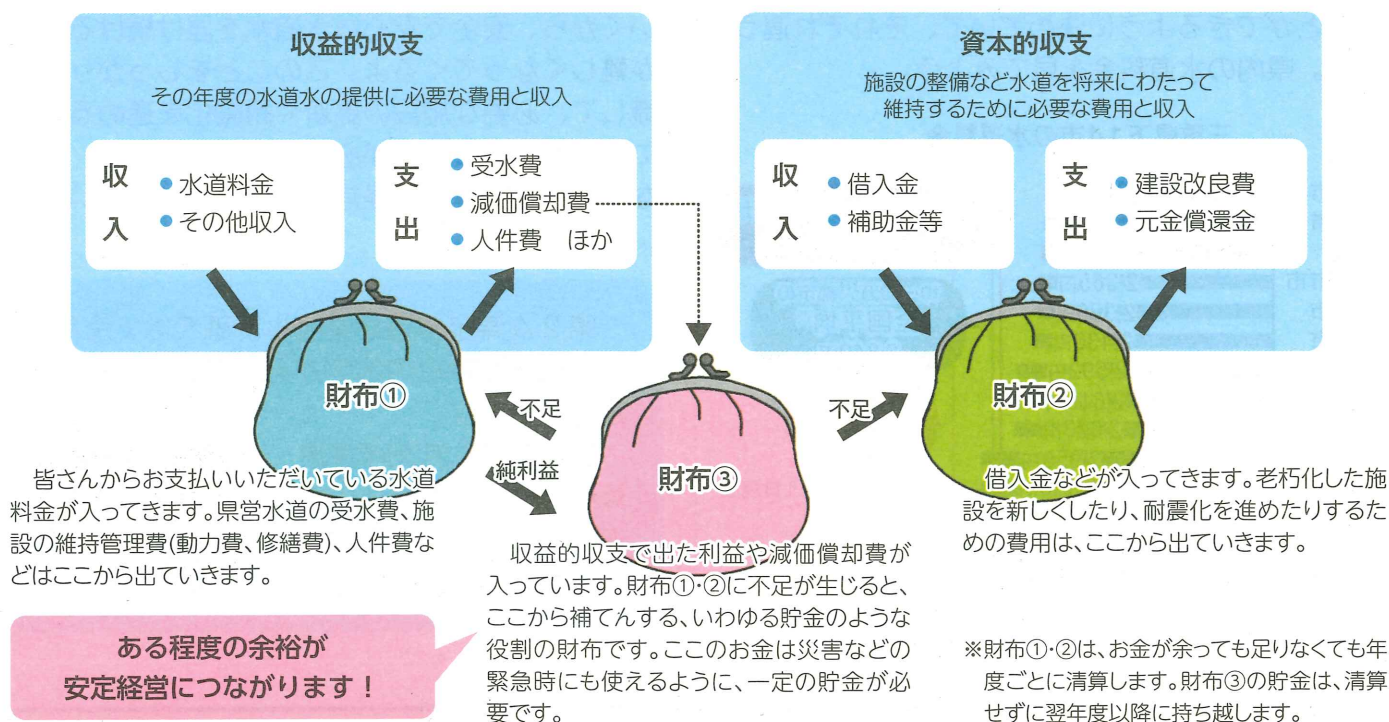 収益的収支
その年度の水道水の提供に必要な費用と収入
収入
水道料金
その他収入
支出
受水費
減価償却費
人件費　ほか
資本的収支
施設の整備など水道を将来にわたって
維持するために必要な費用と収入
収入
借入金
補助金等
支出
建設改良費
元金償還金
財布①
不足
純利益
財布③
不足
財布②
皆さんからお支払いいただいている水道
料金が入ってきます。県営水道の受水費、施
設の維持管理費(動力費、修繕費)、人件費な
どはここから出ていきます。
ある程度の余裕が
安定経営につながります！
収益的収支で出た利益や減価償却費が
入っています。財布①・②に不足が生じると、
ここから補てんする、いわゆる貯金のような
役割の財布です。ここのお金は災害などの
緊急時にも使えるように、一定の貯金が必
要です。
借入金などが入ってきます。老朽化した施
設を新しくしたり、耐震化を進めたりするた
めの費用は、ここから出ていきます。
※財布①・②は、お金が余っても足りなくても年
度ごとに清算します。財布③の貯金は、清算
せずに翌年度以降に持ち越します。